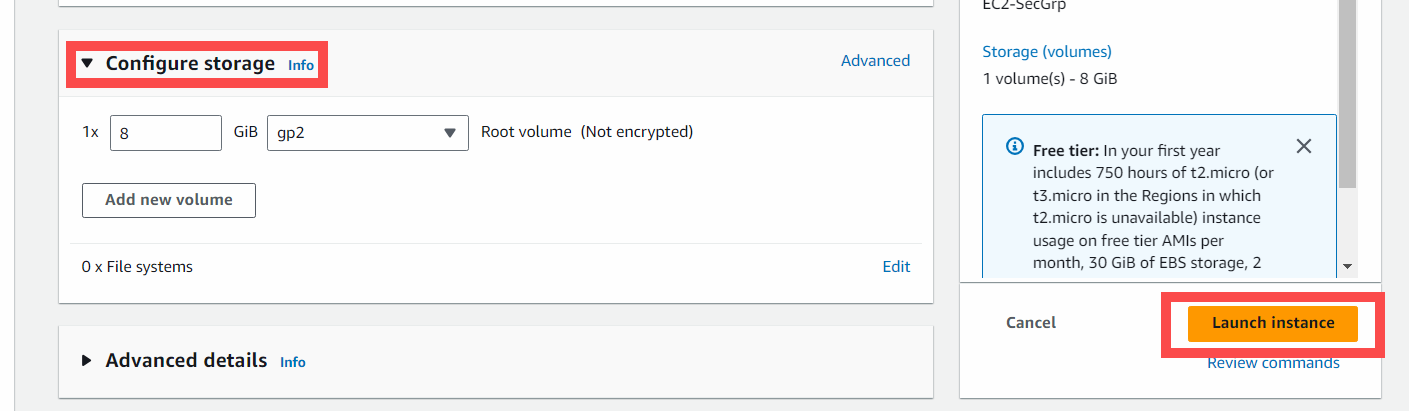 Configure storage Info
Advanced
1x 8 GiB gp2 Root volume (Not encrypted)
Add new volume
0 x File systems
Edit
Advanced details Info
EC2-SecGrp
Storage (volumes)
1 volume(s) - 8 GiB
Free tier: In your first year
includes 750 hours of t2.micro (or
t3.micro in the Regions in which
t2.micro is unavailable) instance
usage on free tier AMIs per
month, 30 GiB of EBS storage, 2
Cancel
Launch instance
Review commands